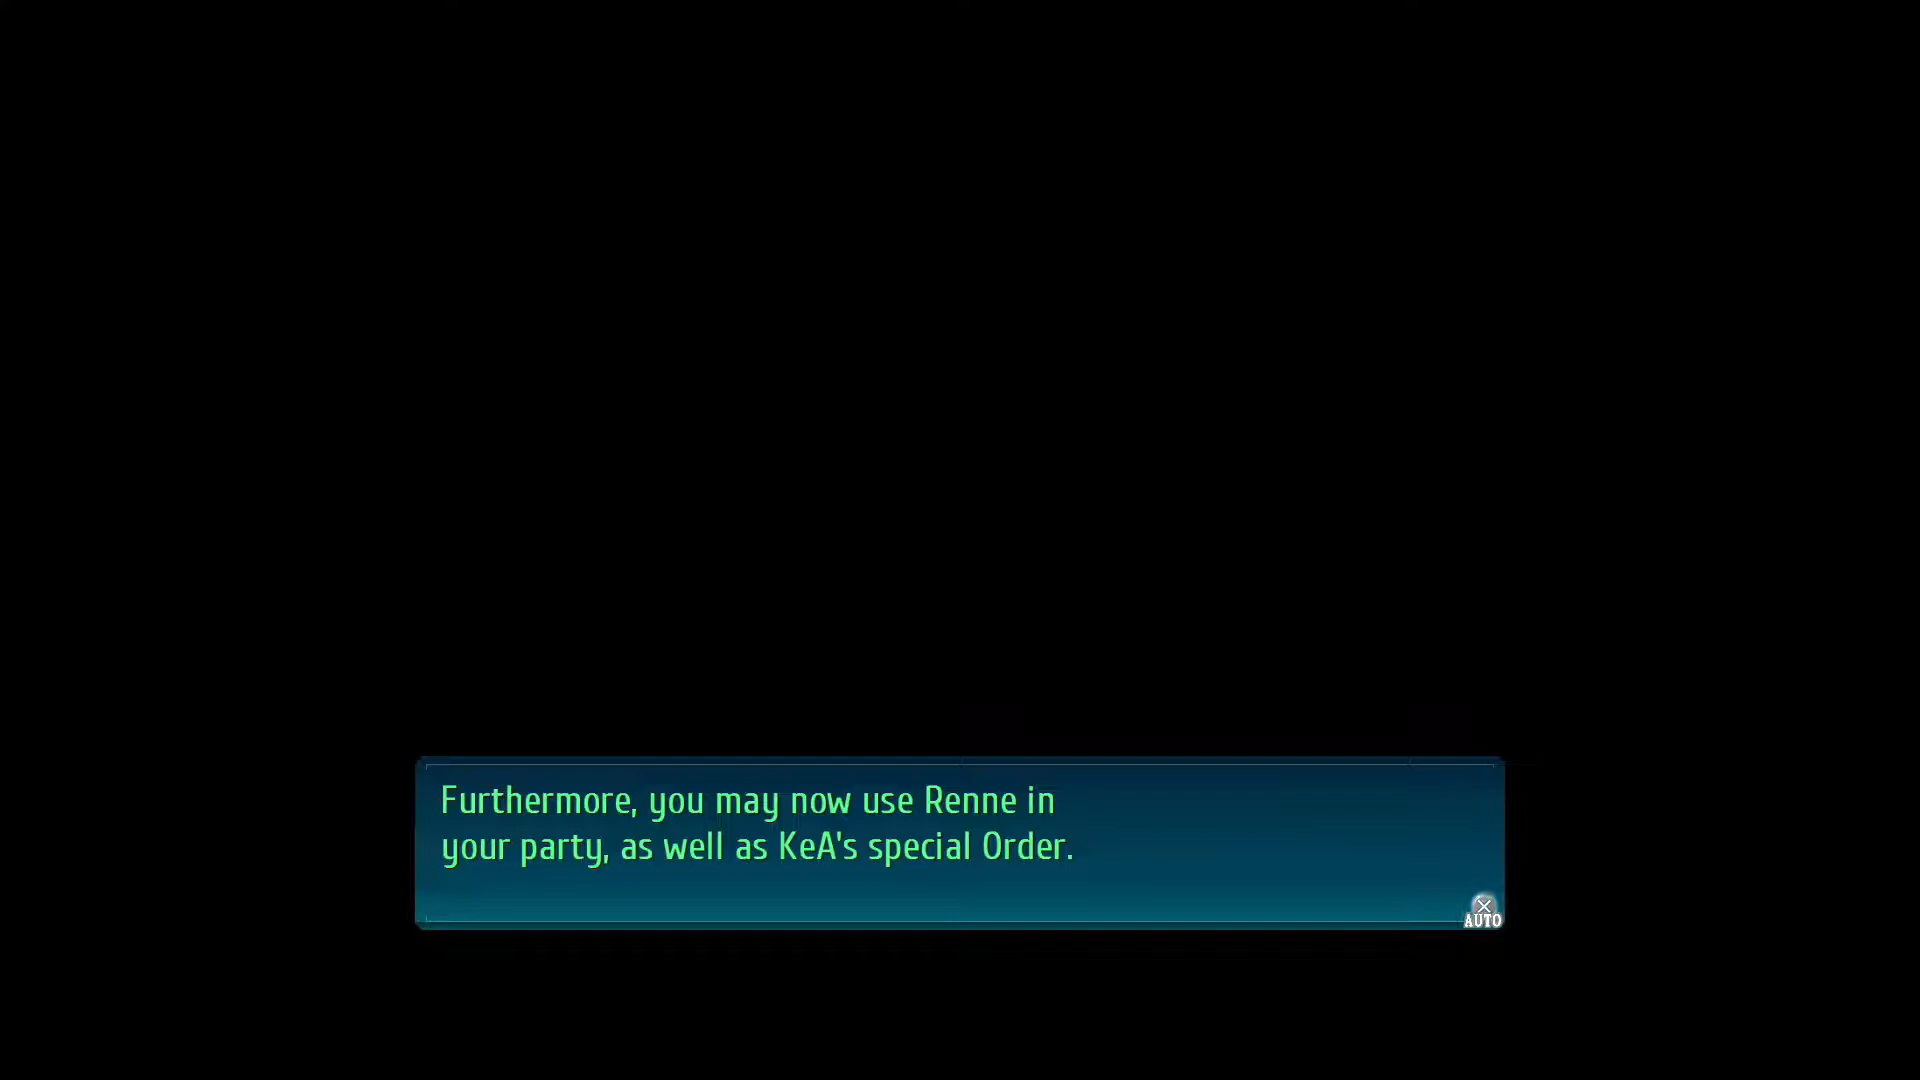 Furthermore, you may now use Renne in
your party, as well as KeA's special Order.
AUTO